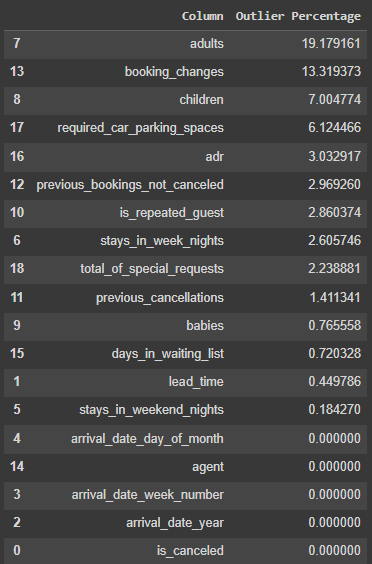 Column Outlier Percentage
7 adults 19.179161
13 booking_changes 13.319373
8 children 7.004774
17 required_car_parking_spaces 6.124466
16 adr 3.032917
12 previous_bookings_not_canceled 2.969260
10 is_repeated_guest 2.860374
6 stays_in_week_nights 2.605746
18 total_of_special_requests 2.238881
11 previous_cancellations 1.411341
9 babies 0.765558
15 days_in_waiting_list 0.720328
1 lead_time 0.449786
5 stays_in_weekend_nights 0.184270
4 arrival_date_day_of_month 0.000000
14 agent 0.000000
3 arrival_date_week_number 0.000000
2 arrival_date_year 0.000000
0 is_canceled 0.000000